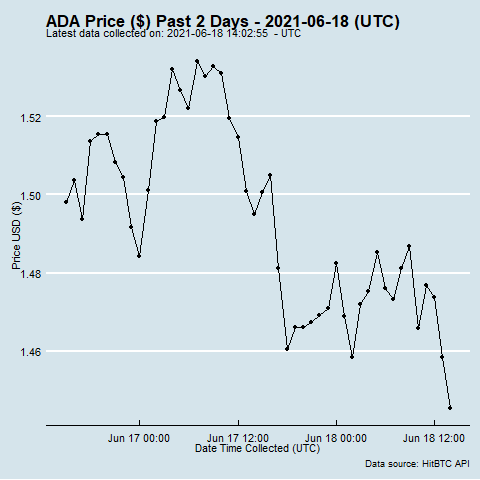 ADA Price ($) Past 2 Days - 2021-06-18 (UTC)
Latest data collected on: 2021-06-18 14:02:55 - UTC
1.52
1.50
1.48
1.46
Price USD ($)
Jun 17 00:00 Jun 17 12:00 Jun 18 00:00 Jun 18 12:00
Date Time Collected (UTC)
Data source: HitBTC API